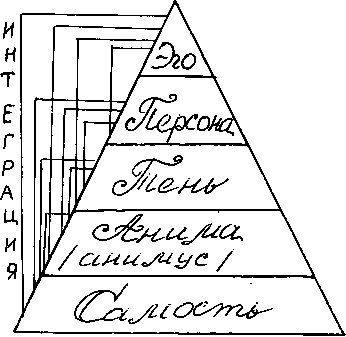 ИНТЕГРАЦИЯ
Эго
Персона
Тень
Анима
/анимус/
Самость